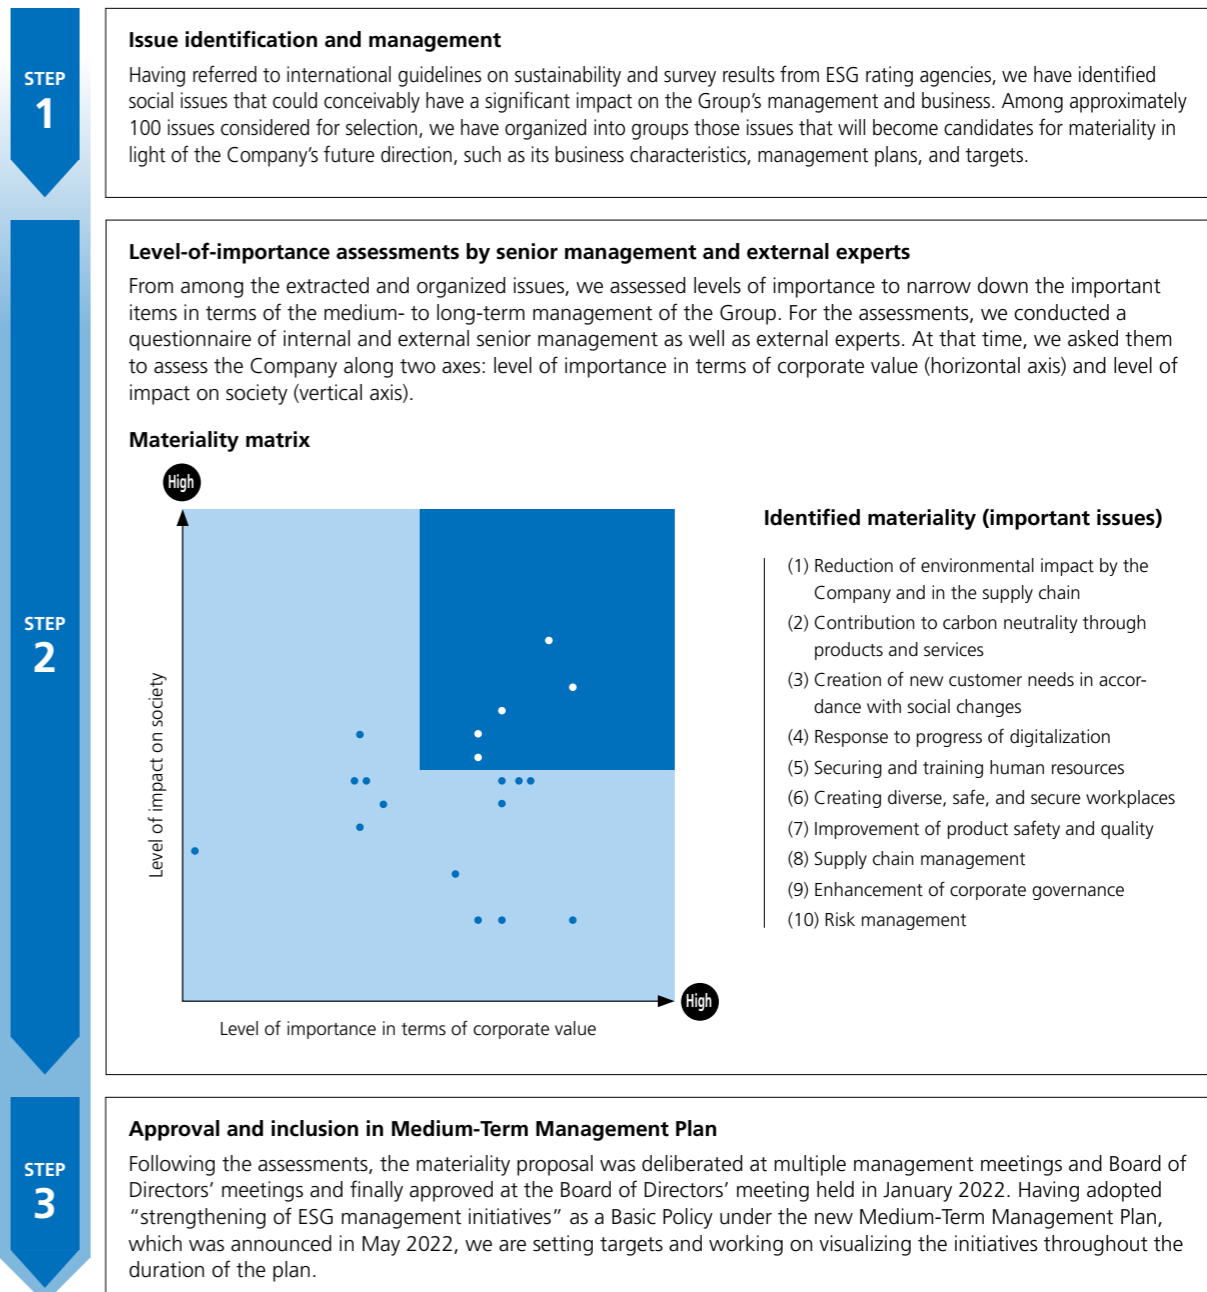 STEP
1
Issue identification and management
Having referred to international guidelines on sustainability and survey results from ESG rating agencies, we have identified
social issues that could conceivably have a significant impact on the Group’s management and business. Among approximately
100 issues considered for selection, we have organized into groups those issues that will become candidates for materiality in
light of the Company’s future direction, such as its business characteristics, management plans, and targets.
STEP
2
Level-of-importance assessments by senior management and external experts
From among the extracted and organized issues, we assessed levels of importance to narrow down the important
items in terms of the medium- to long-term management of the Group. For the assessments, we conducted a
questionnaire of internal and external senior management as well as external experts. At that time, we asked them
to assess the Company along two axes: level of importance in terms of corporate value (horizontal axis) and level of
impact on society (vertical axis).
Materiality matrix
High
Level of impact on society
High
Level of importance in terms of corporate value
Identified materiality (important issues)
(1) Reduction of environmental impact by the
Company and in the supply chain
(2) Contribution to carbon neutrality through
products and services
(3) Creation of new customer needs in accor-
dance with social changes
(4) Response to progress of digitalization
(5) Securing and training human resources
(6) Creating diverse, safe, and secure workplaces
(7) Improvement of product safety and quality
(8) Supply chain management
(9) Enhancement of corporate governance
(10) Risk management
STEP
3
Approval and inclusion in Medium-Term Management Plan
Following the assessments, the materiality proposal was deliberated at multiple management meetings and Board of
Directors’ meetings and finally approved at the Board of Directors’ meeting held in January 2022. Having adopted
“strengthening of ESG management initiatives” as a Basic Policy under the new Medium-Term Management Plan,
which was announced in May 2022, we are setting targets and working on visualizing the initiatives throughout the
duration of the plan.